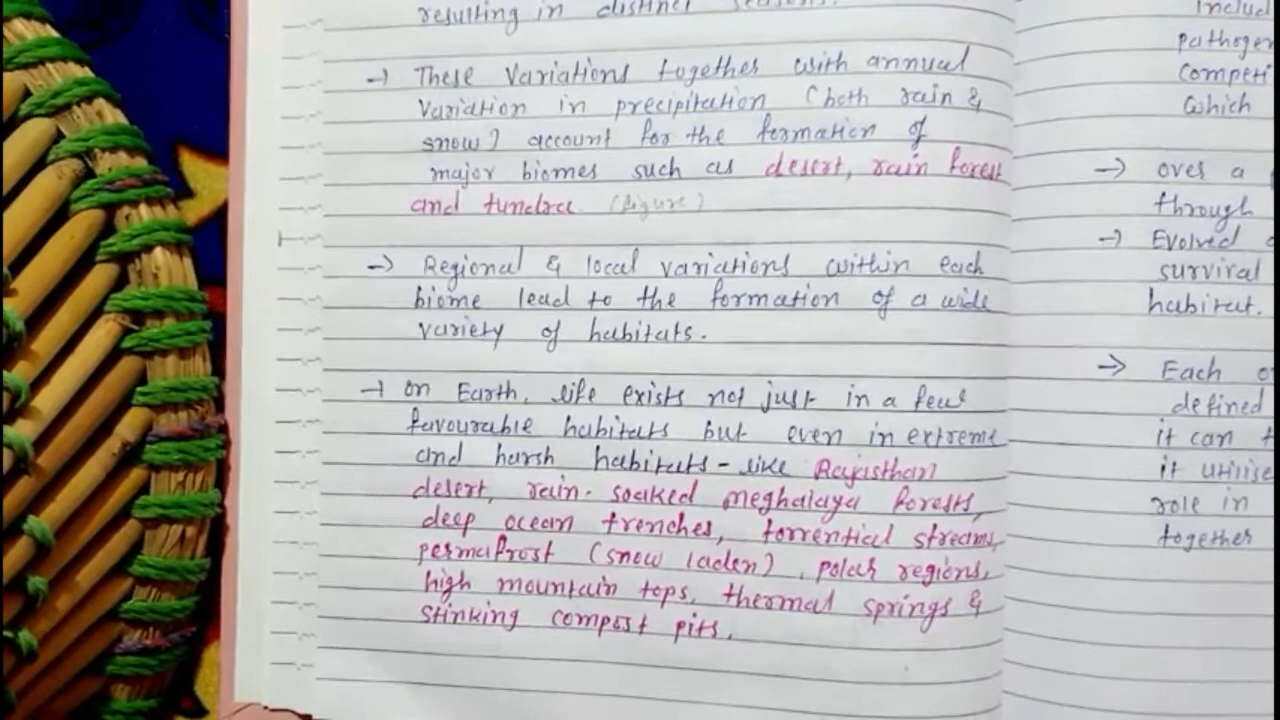 resulting in distinct seasons.
→ These variations together with annual
variation in precipitation (both rain &
snow) account for the formation of
major biomes such as desert, rain forest
and tundra (figure)
→ Regional & local variations within each
biome lead to the formation of a wide
variety of habitats.
→ On Earth, life exists not just in a few
favourable habitats but even in extreme
and harsh habitats - like Rajasthan
desert, rain-soaked meghalaya forests,
deep ocean trenches, torrential streams,
permafrost (snow laden), polar regions,
high mountain tops, thermal springs &
stinking compost pits.
Includ
pathogen
competi
which
→ oves a
through
→ Evolved
survival
habitat.
→ Each
defined
it can
it utilise
role in
together